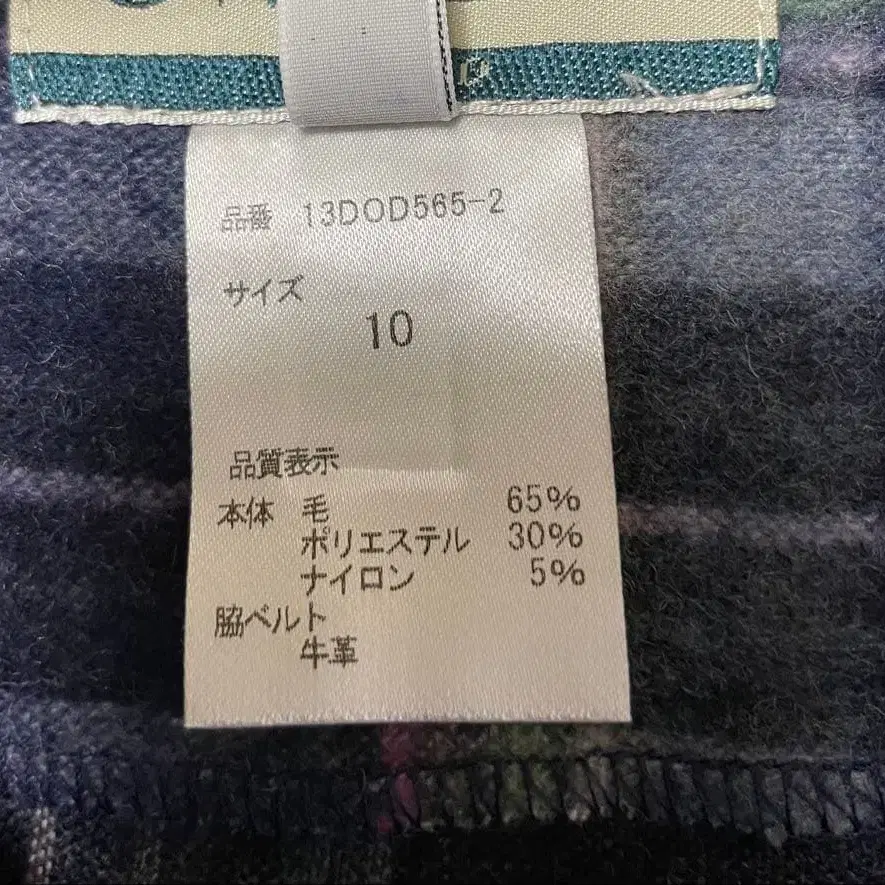 品番 13DOD565-2
サイズ
10
品質表示
本体 毛 65%
ポリエステル 30%
ナイロン 5%
脇ベルト
牛革